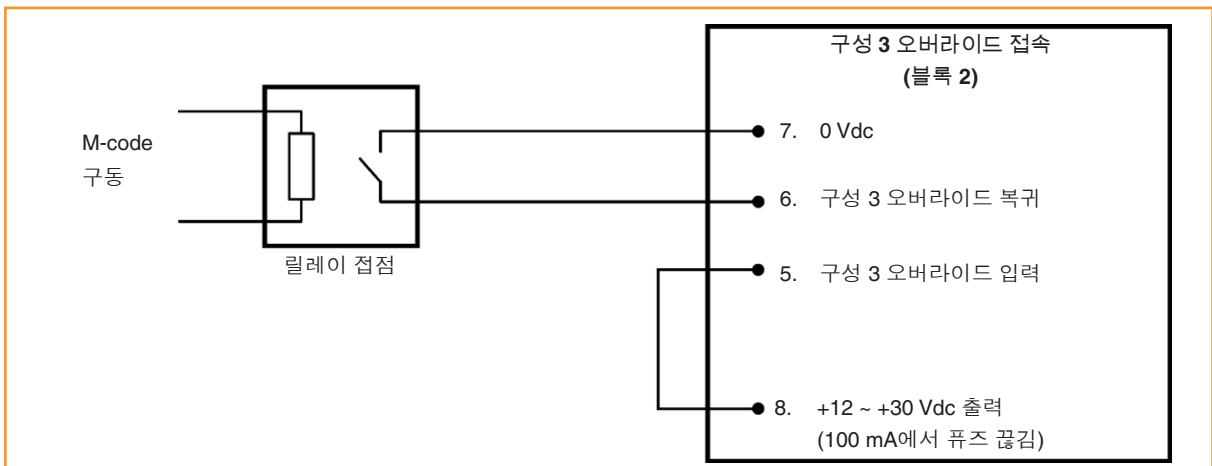 구성 3 오버라이드 접속
(블록 2)
M-code
구동
릴레이 접점
7. 0 Vdc
6. 구성 3 오버라이드 복귀
5. 구성 3 오버라이드 입력
8. +12 ~ +30 Vdc 출력
(100 mA에서 퓨즈 끊김)